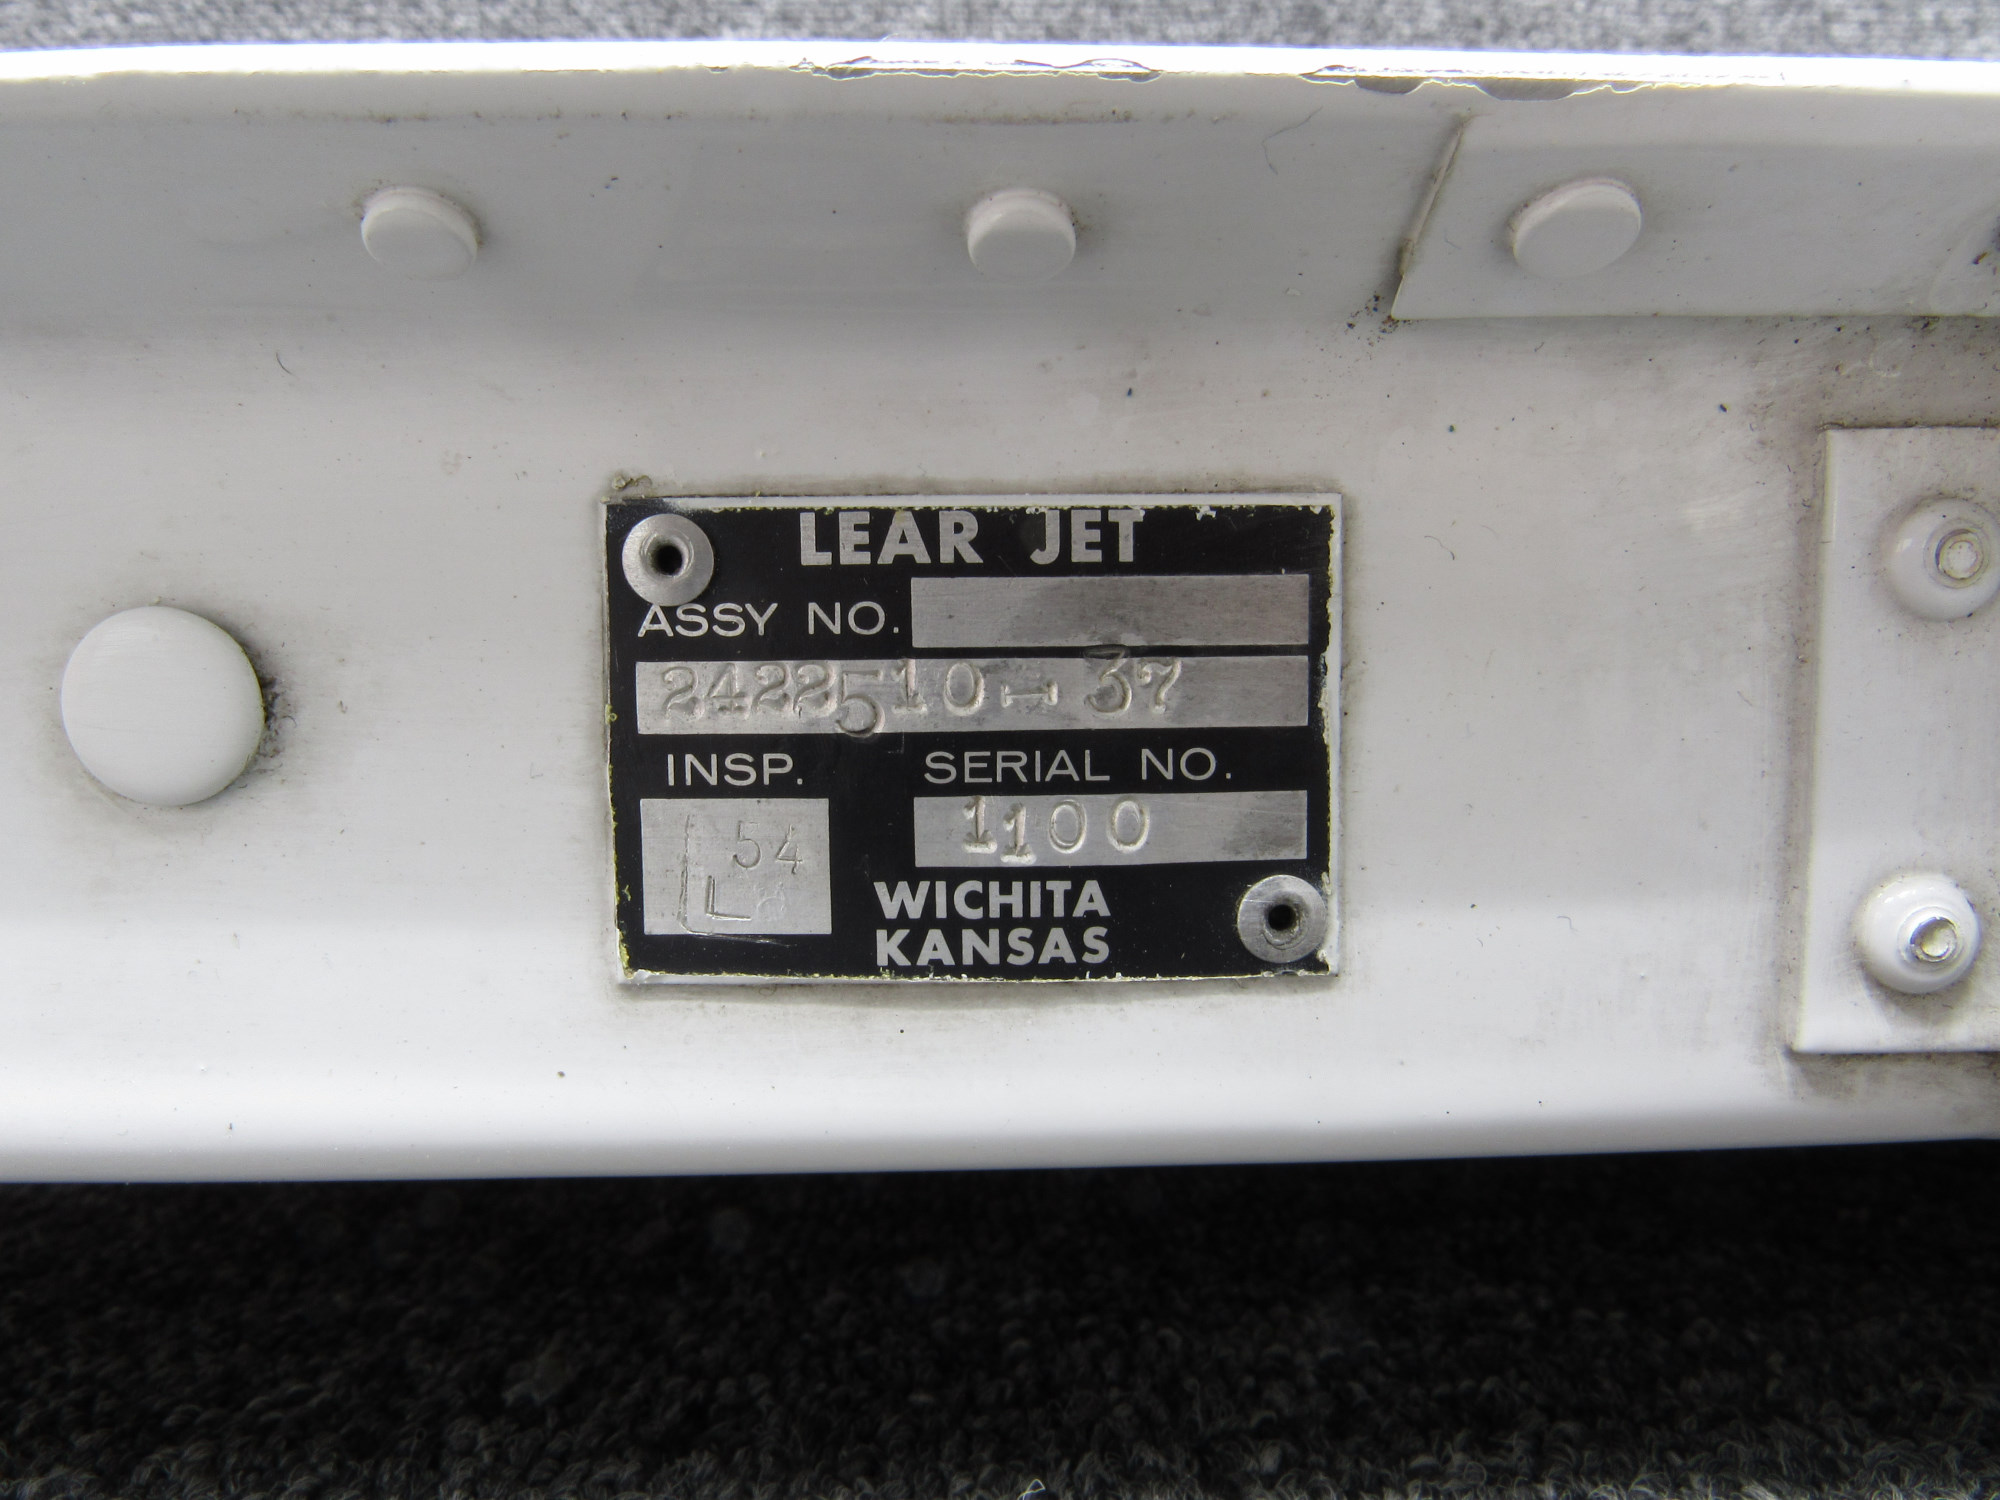 LEAR JET
ASSY NO.
2422510-37
INSP. SERIAL NO.
54 1100
L
WICHITA
KANSAS